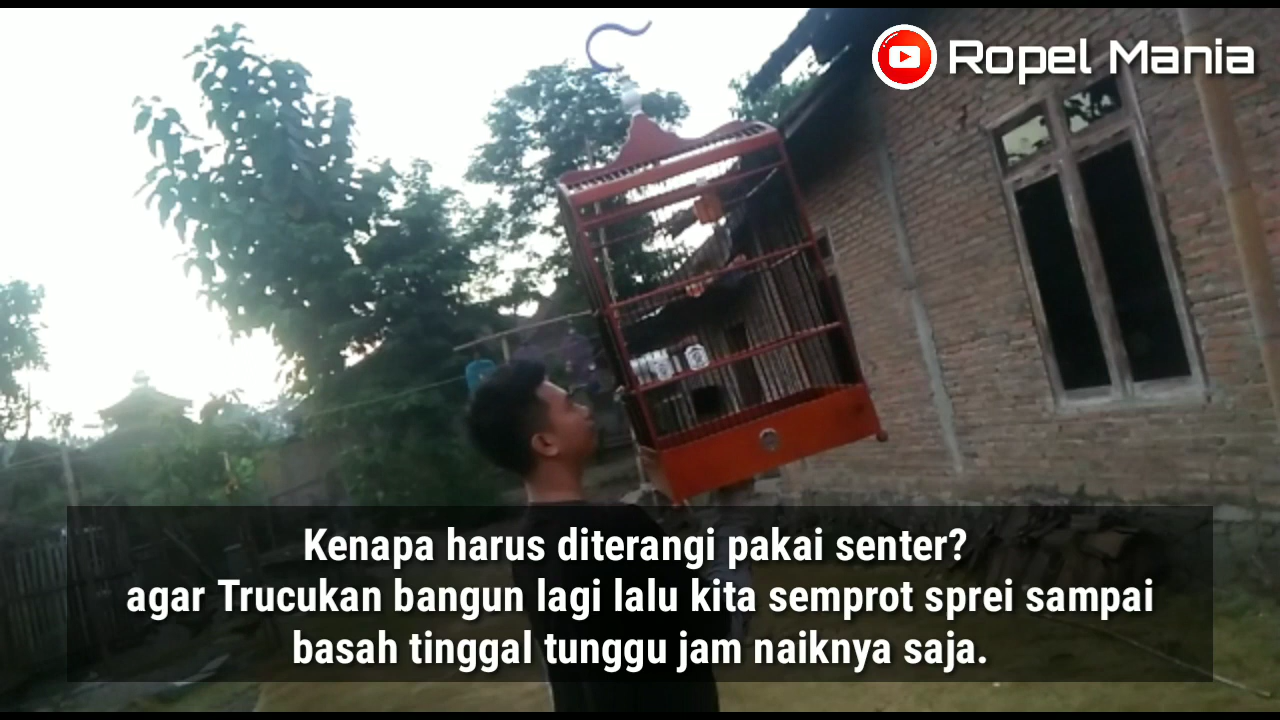 Ropel Mania
Kenapa harus diterangi pakai senter?
agar Trucukan bangun lagi lalu kita semprot sprei sampai
basah tinggal tunggu jam naiknya saja.